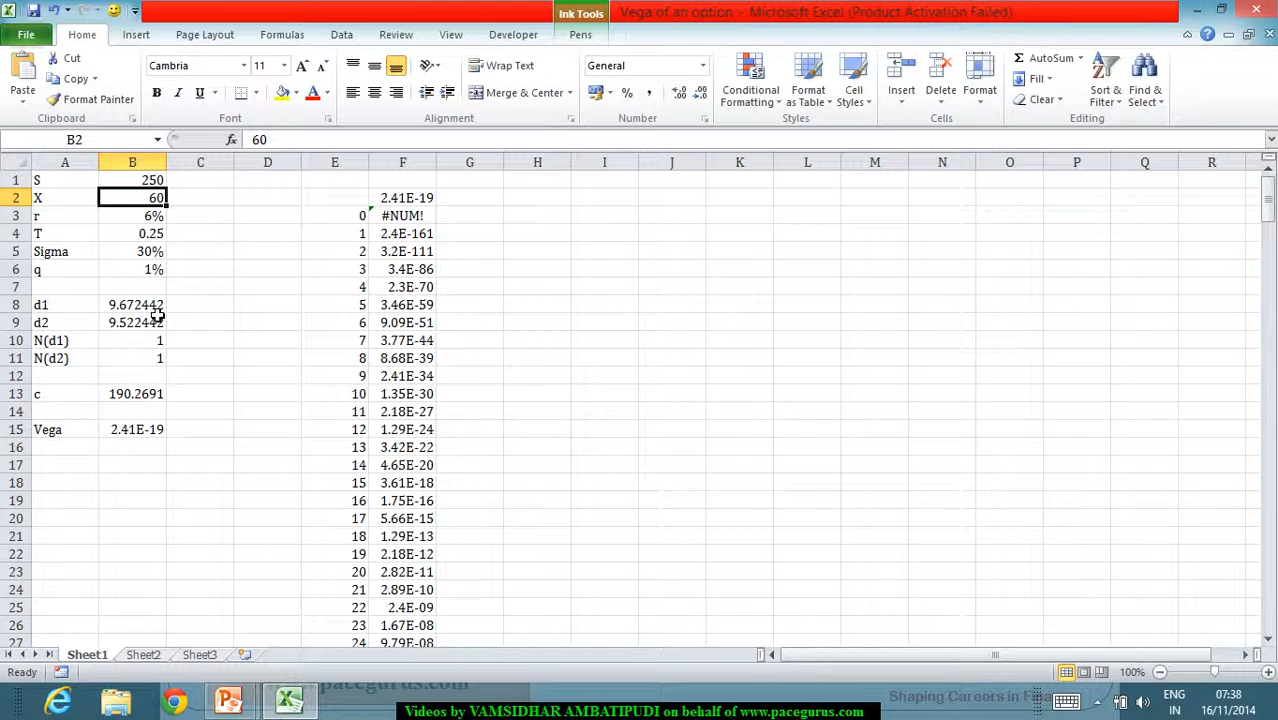 Ink Tools
Vega of an option - Microsoft Excel (Product Activation Failed)
File Home Insert Page Layout Formulas Data Review View Developer Pens
Paste Cut Copy Format Painter Clipboard
Cambria 11 A A B I U A Font
Wrap Text Merge & Center Alignment
General % , .0 .00 Number
Conditional Formatting Format as Table Cell Styles Styles
Insert Delete Format Cells
Σ AutoSum Fill Clear Sort & Filter Find & Select Editing
B2 fx 60
A B C D E F G H I J K L M N O P Q R
1 S 250
2 X 60 2.41E-19
3 r 6% 0 #NUM!
4 T 0.25 1 2.4E-161
5 Sigma 30% 2 3.2E-111
6 q 1% 3 3.4E-86
7 4 2.3E-70
8 d1 9.672442 5 3.46E-59
9 d2 9.522442 6 9.09E-51
10 N(d1) 1 7 3.77E-44
11 N(d2) 1 8 8.68E-39
12 9 2.41E-34
13 c 190.2691 10 1.35E-30
14 11 2.18E-27
15 Vega 2.41E-19 12 1.29E-24
16 13 3.42E-22
17 14 4.65E-20
18 15 3.61E-18
19 16 1.75E-16
20 17 5.66E-15
21 18 1.29E-13
22 19 2.18E-12
23 20 2.82E-11
24 21 2.89E-10
25 22 2.4E-09
26 23 1.67E-08
27 24 9.79E-08
Sheet1 Sheet2 Sheet3
Ready 100%
.pacegurus.com Shaping Careers in Fin
ENG 07:38
IN 16/11/2014
Videos by VAMSIDHAR AMBATIPUDI on behalf of www.pacegurus.com